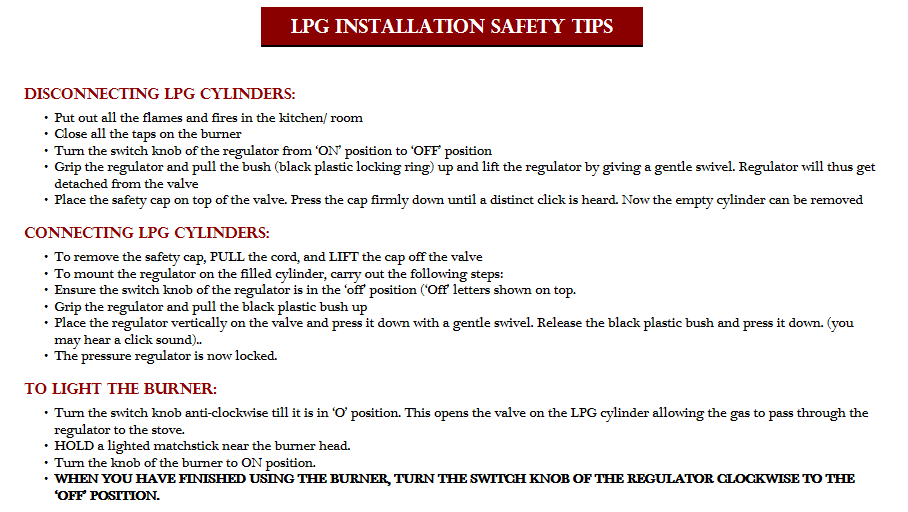 LPG INSTALLATION SAFETY TIPS
DISCONNECTING LPG CYLINDERS:
• Put out all the flames and fires in the kitchen/ room
• Close all the taps on the burner
• Turn the switch knob of the regulator from ‘ON’ position to ‘OFF’ position
• Grip the regulator and pull the bush (black plastic locking ring) up and lift the regulator by giving a gentle swivel. Regulator will thus get
detached from the valve
• Place the safety cap on top of the valve. Press the cap firmly down until a distinct click is heard. Now the empty cylinder can be removed
CONNECTING LPG CYLINDERS:
• To remove the safety cap, PULL the cord, and LIFT the cap off the valve
• To mount the regulator on the filled cylinder, carry out the following steps:
• Ensure the switch knob of the regulator is in the ‘off’ position (‘Off’ letters shown on top.
• Grip the regulator and pull the black plastic bush up
• Place the regulator vertically on the valve and press it down with a gentle swivel. Release the black plastic bush and press it down. (you
may hear a click sound)..
• The pressure regulator is now locked.
TO LIGHT THE BURNER:
• Turn the switch knob anti-clockwise till it is in ‘O’ position. This opens the valve on the LPG cylinder allowing the gas to pass through the
regulator to the stove.
• HOLD a lighted matchstick near the burner head.
• Turn the knob of the burner to ON position.
• WHEN YOU HAVE FINISHED USING THE BURNER, TURN THE SWITCH KNOB OF THE REGULATOR CLOCKWISE TO THE
‘OFF’ POSITION.